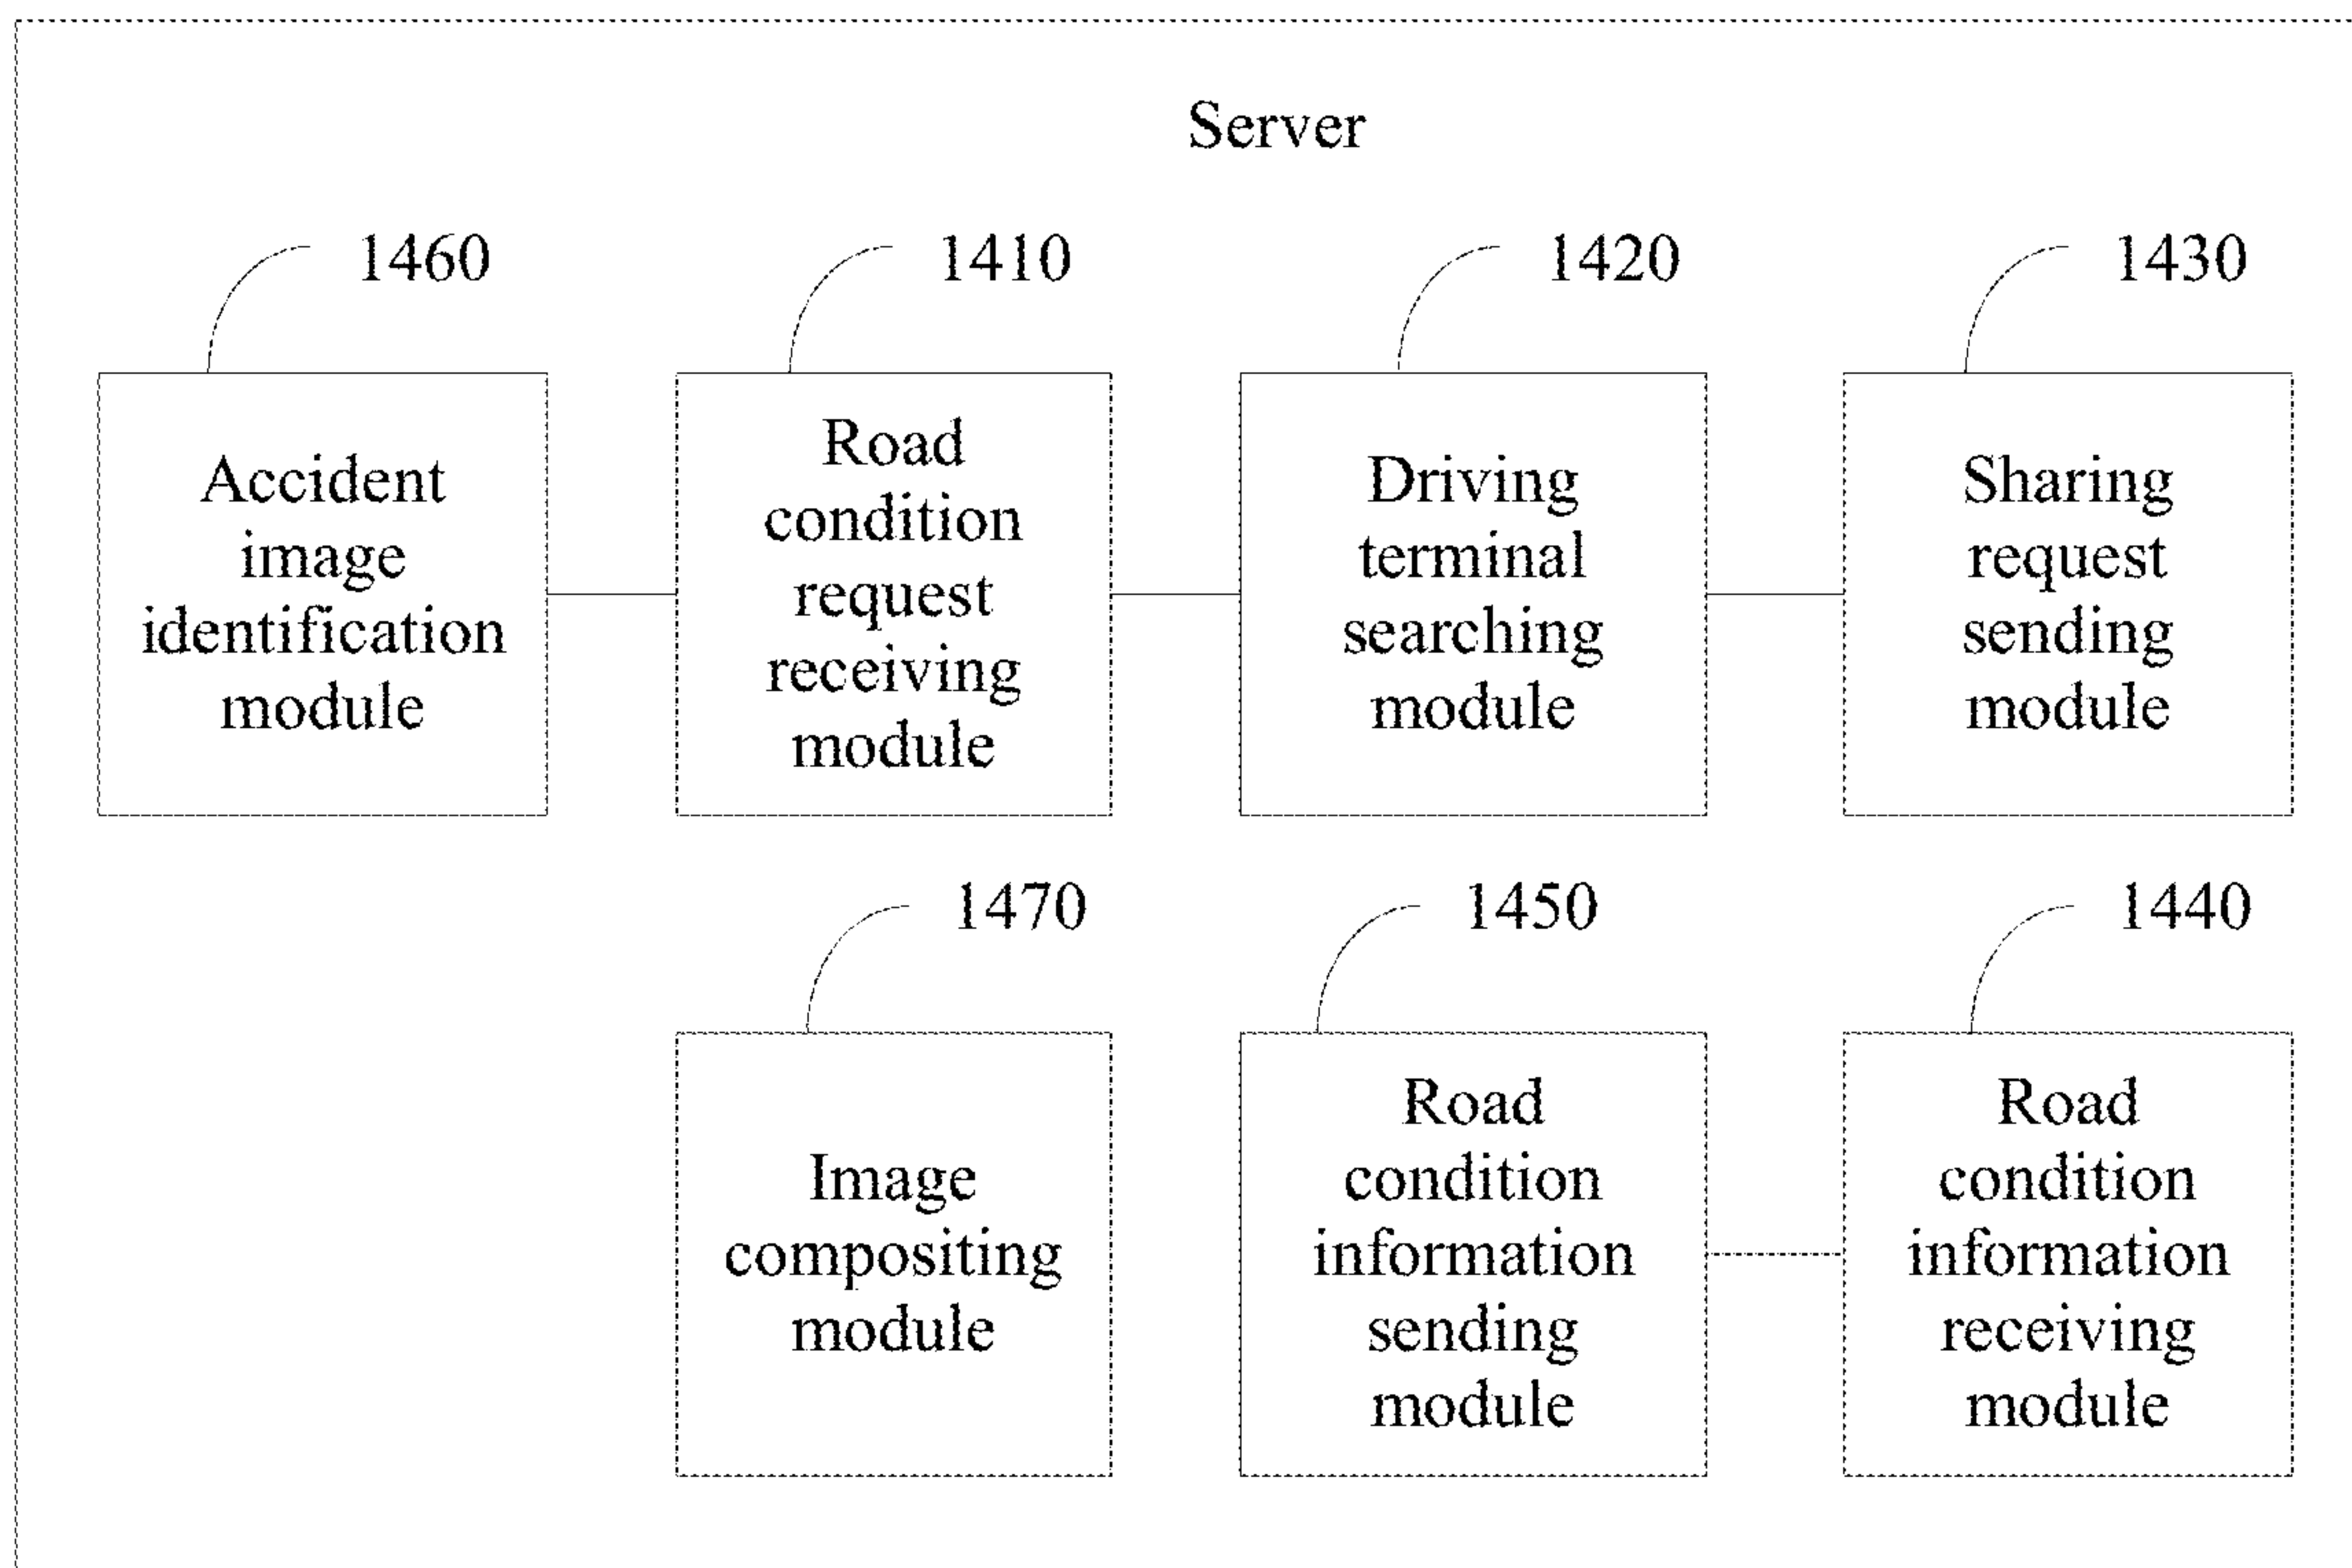 Server
1460
1410
1420
1430
Accident
image
identification
module
Road
condition
request
receiving
module
Driving
terminal
searching
module
Sharing
request
sending
module
1470
1450
1440
Image
compositing
module
Road
condition
information
sending
module
Road
condition
information
receiving
module